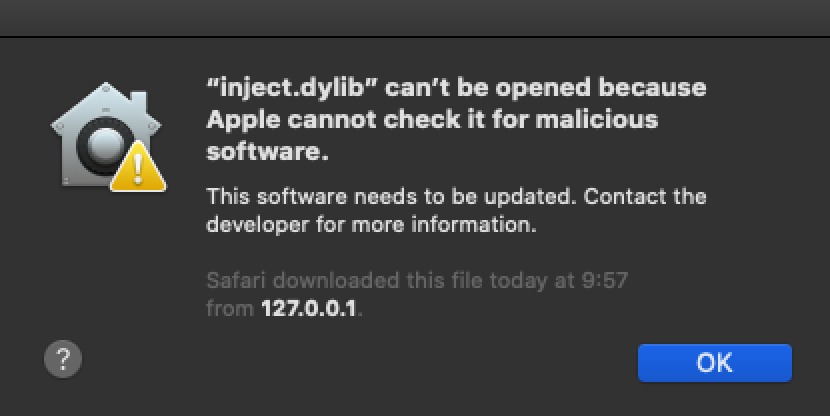 “inject.dylib” can’t be opened because
Apple cannot check it for malicious
software.
This software needs to be updated. Contact the
developer for more information.
Safari downloaded this file today at 9:57
from 127.0.0.1.
?
OK